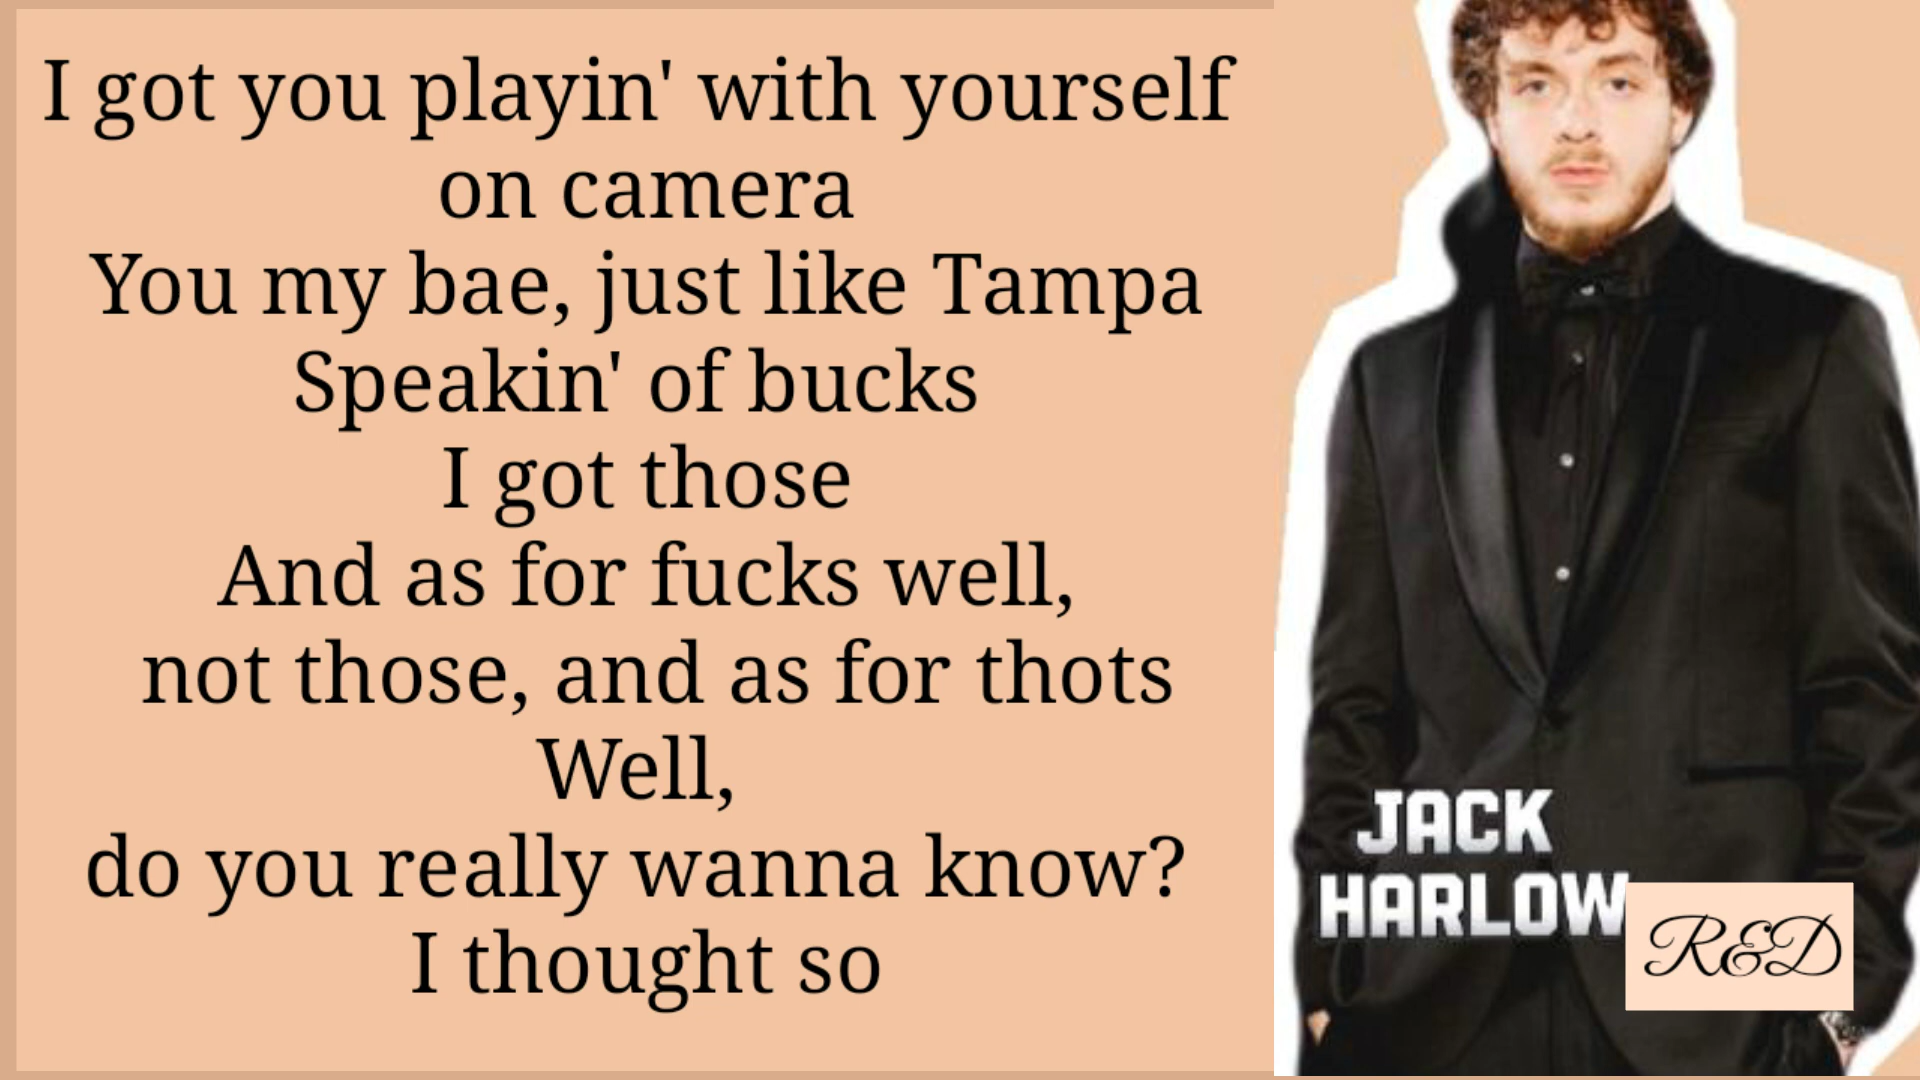 I got you playin' with yourself
on camera
You my bae, just like Tampa
Speakin' of bucks
I got those
And as for fucks well,
not those, and as for thots
Well,
do you really wanna know?
I thought so
JACK
HARLOW
R&D